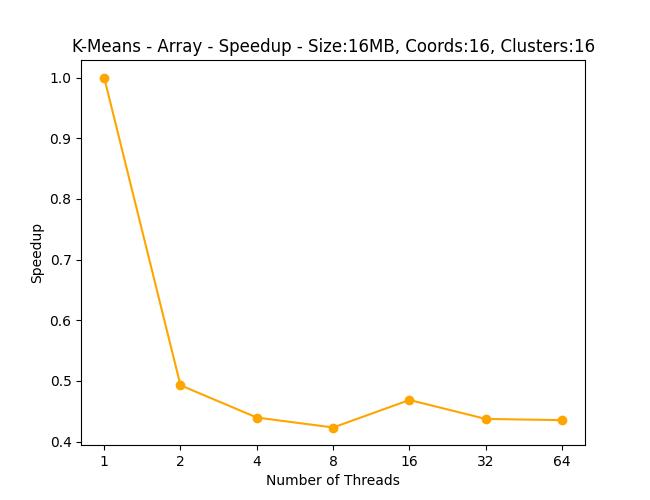 K-Means - Array - Speedup - Size:16MB, Coords:16, Clusters:16
1.0
0.9
0.8
0.7
0.6
0.5
0.4
Speedup
1 2 4 8 16 32 64
Number of Threads